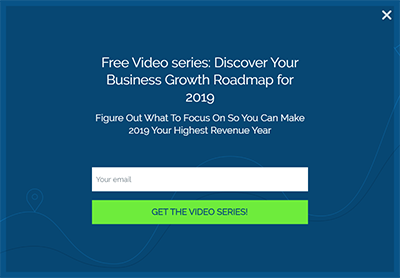 Free Video series: Discover Your
Business Growth Roadmap for
2019
Figure Out What To Focus On So You Can Make
2019 Your Highest Revenue Year
Your email
GET THE VIDEO SERIES!